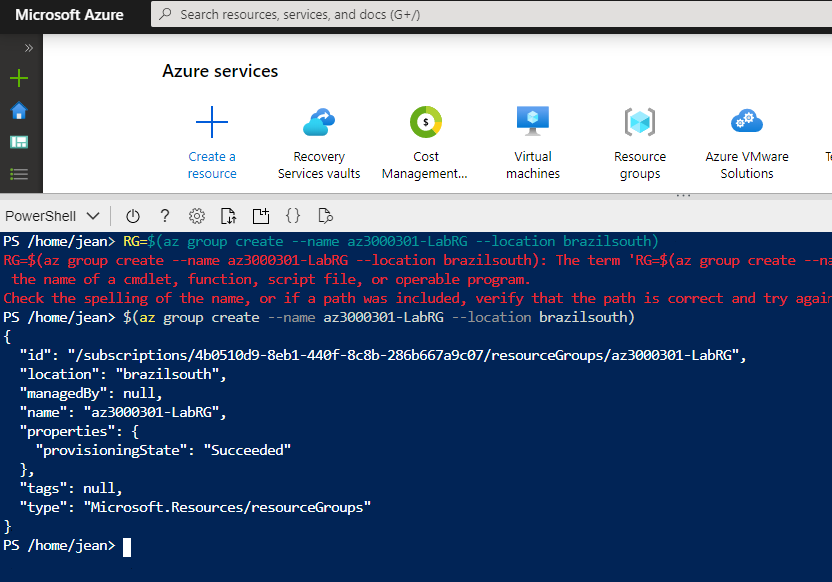 Microsoft Azure
Search resources, services, and docs (G+/)
Azure services
Create a resource
Recovery Services vaults
Cost Management...
Virtual machines
Resource groups
Azure VMware Solutions
PowerShell
PS /home/jean> RG=$(az group create --name az3000301-LabRG --location brazilsouth)
RG=$(az group create --name az3000301-LabRG --location brazilsouth): The term 'RG=$(az group create --na
the name of a cmdlet, function, script file, or operable program.
Check the spelling of the name, or if a path was included, verify that the path is correct and try again
PS /home/jean> $(az group create --name az3000301-LabRG --location brazilsouth)
{
  "id": "/subscriptions/4b0510d9-8eb1-440f-8c8b-286b667a9c07/resourceGroups/az3000301-LabRG",
  "location": "brazilsouth",
  "managedBy": null,
  "name": "az3000301-LabRG",
  "properties": {
    "provisioningState": "Succeeded"
  },
  "tags": null,
  "type": "Microsoft.Resources/resourceGroups"
}
PS /home/jean>